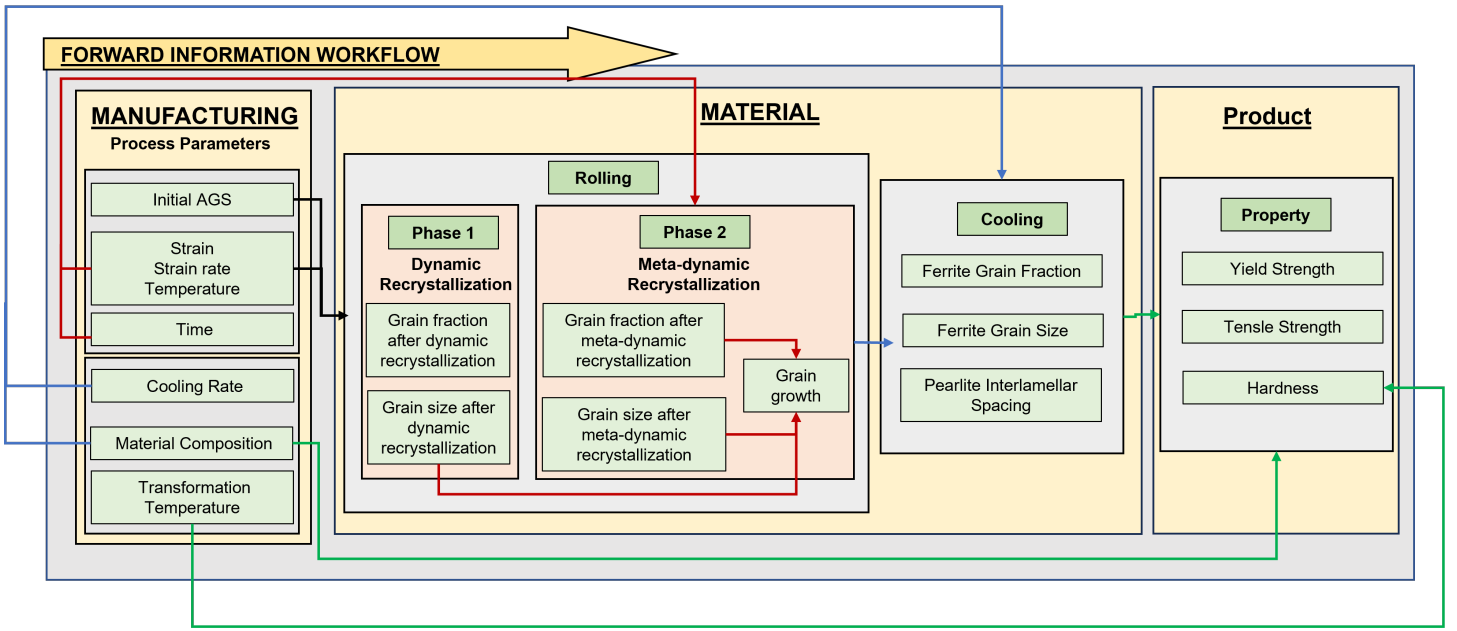 FORWARD INFORMATION WORKFLOW
MANUFACTURING
Process Parameters
Initial AGS
Strain
Strain rate
Temperature
Time
Cooling Rate
Material Composition
Transformation
Temperature
MATERIAL
Rolling
Phase 1
Dynamic
Recrystallization
Grain fraction
after dynamic
recrystallization
Grain size after
dynamic
recrystallization
Phase 2
Meta-dynamic
Recrystallization
Grain fraction after
meta-dynamic
recrystallization
Grain size after
meta-dynamic
recrystallization
Grain
growth
Cooling
Ferrite Grain Fraction
Ferrite Grain Size
Pearlite Interlamellar
Spacing
Product
Property
Yield Strength
Tensle Strength
Hardness